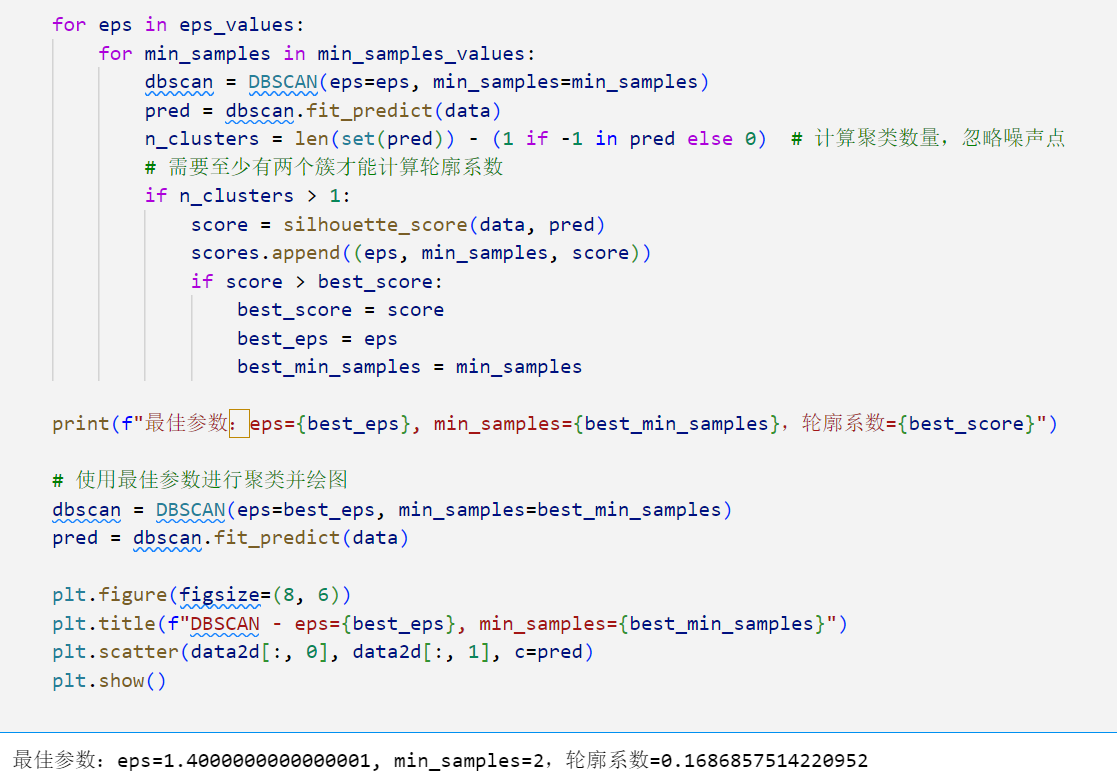 for eps in eps_values:
    for min_samples in min_samples_values:
        dbscan = DBSCAN(eps=eps, min_samples=min_samples)
        pred = dbscan.fit_predict(data)
        n_clusters = len(set(pred)) - (1 if -1 in pred else 0)  # 计算聚类数量，忽略噪声点
        # 需要至少有两个簇才能计算轮廓系数
        if n_clusters > 1:
            score = silhouette_score(data, pred)
            scores.append((eps, min_samples, score))
            if score > best_score:
                best_score = score
                best_eps = eps
                best_min_samples = min_samples

print(f"最佳参数：eps={best_eps}, min_samples={best_min_samples}，轮廓系数={best_score}")

# 使用最佳参数进行聚类并绘图
dbscan = DBSCAN(eps=best_eps, min_samples=best_min_samples)
pred = dbscan.fit_predict(data)

plt.figure(figsize=(8, 6))
plt.title(f"DBSCAN - eps={best_eps}, min_samples={best_min_samples}")
plt.scatter(data2d[:, 0], data2d[:, 1], c=pred)
plt.show()

最佳参数：eps=1.4000000000000001, min_samples=2，轮廓系数=0.1686857514220952